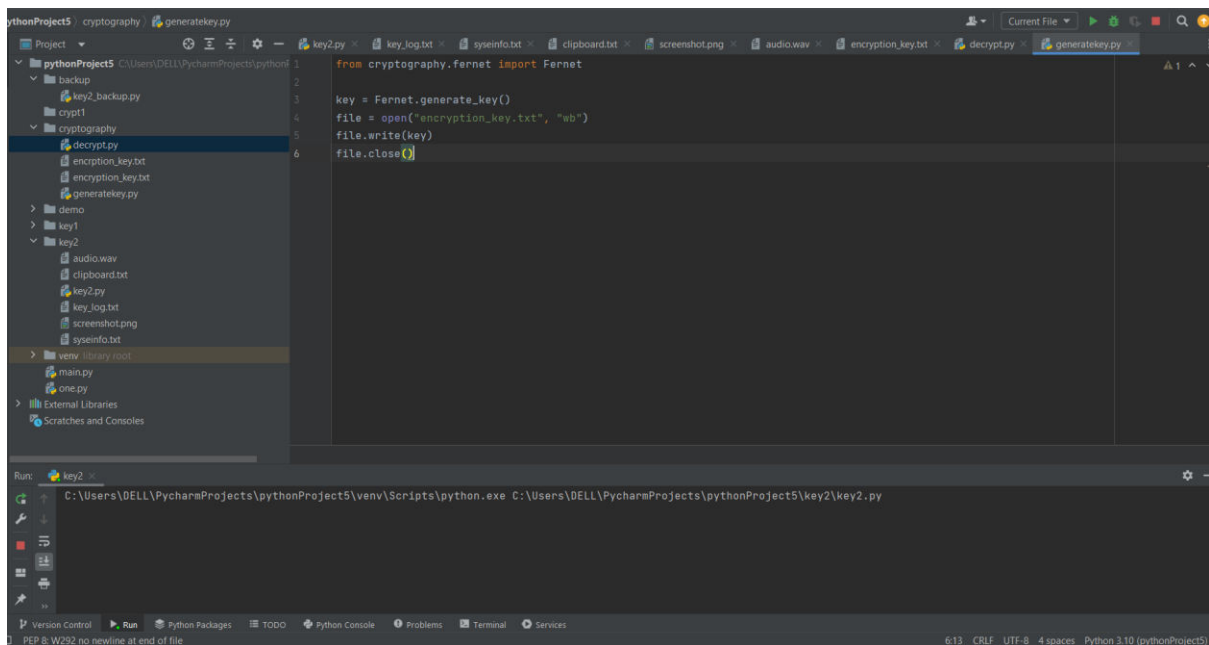 ythonProject5 cryptography generatekey.py
Current File
Project
key2.py
key_log.txt
syseinfo.txt
clipboard.txt
screenshot.png
audio.wav
encryption_key.txt
decrypt.py
generatekey.py
pythonProject5 C:\Users\DELL\PycharmProjects\pythonP
backup
key2_backup.py
crypt1
cryptography
decrypt.py
encrption_key.txt
encryption_key.txt
generatekey.py
demo
key1
key2
audio.wav
clipboard.txt
key2.py
key_log.txt
screenshot.png
syseinfo.txt
venv library root
main.py
one.py
External Libraries
Scratches and Consoles
1 from cryptography.fernet import Fernet
2
3 key = Fernet.generate_key()
4 file = open("encryption_key.txt", "wb")
5 file.write(key)
6 file.close()
1
Run: key2
C:\Users\DELL\PycharmProjects\pythonProject5\venv\Scripts\python.exe C:\Users\DELL\PycharmProjects\pythonProject5\key2\key2.py
Version Control Run Python Packages TODO Python Console Problems Terminal Services
PEP 8: W292 no newline at end of file
6:13 CRLF UTF-8 4 spaces Python 3.10 (pythonProject5)